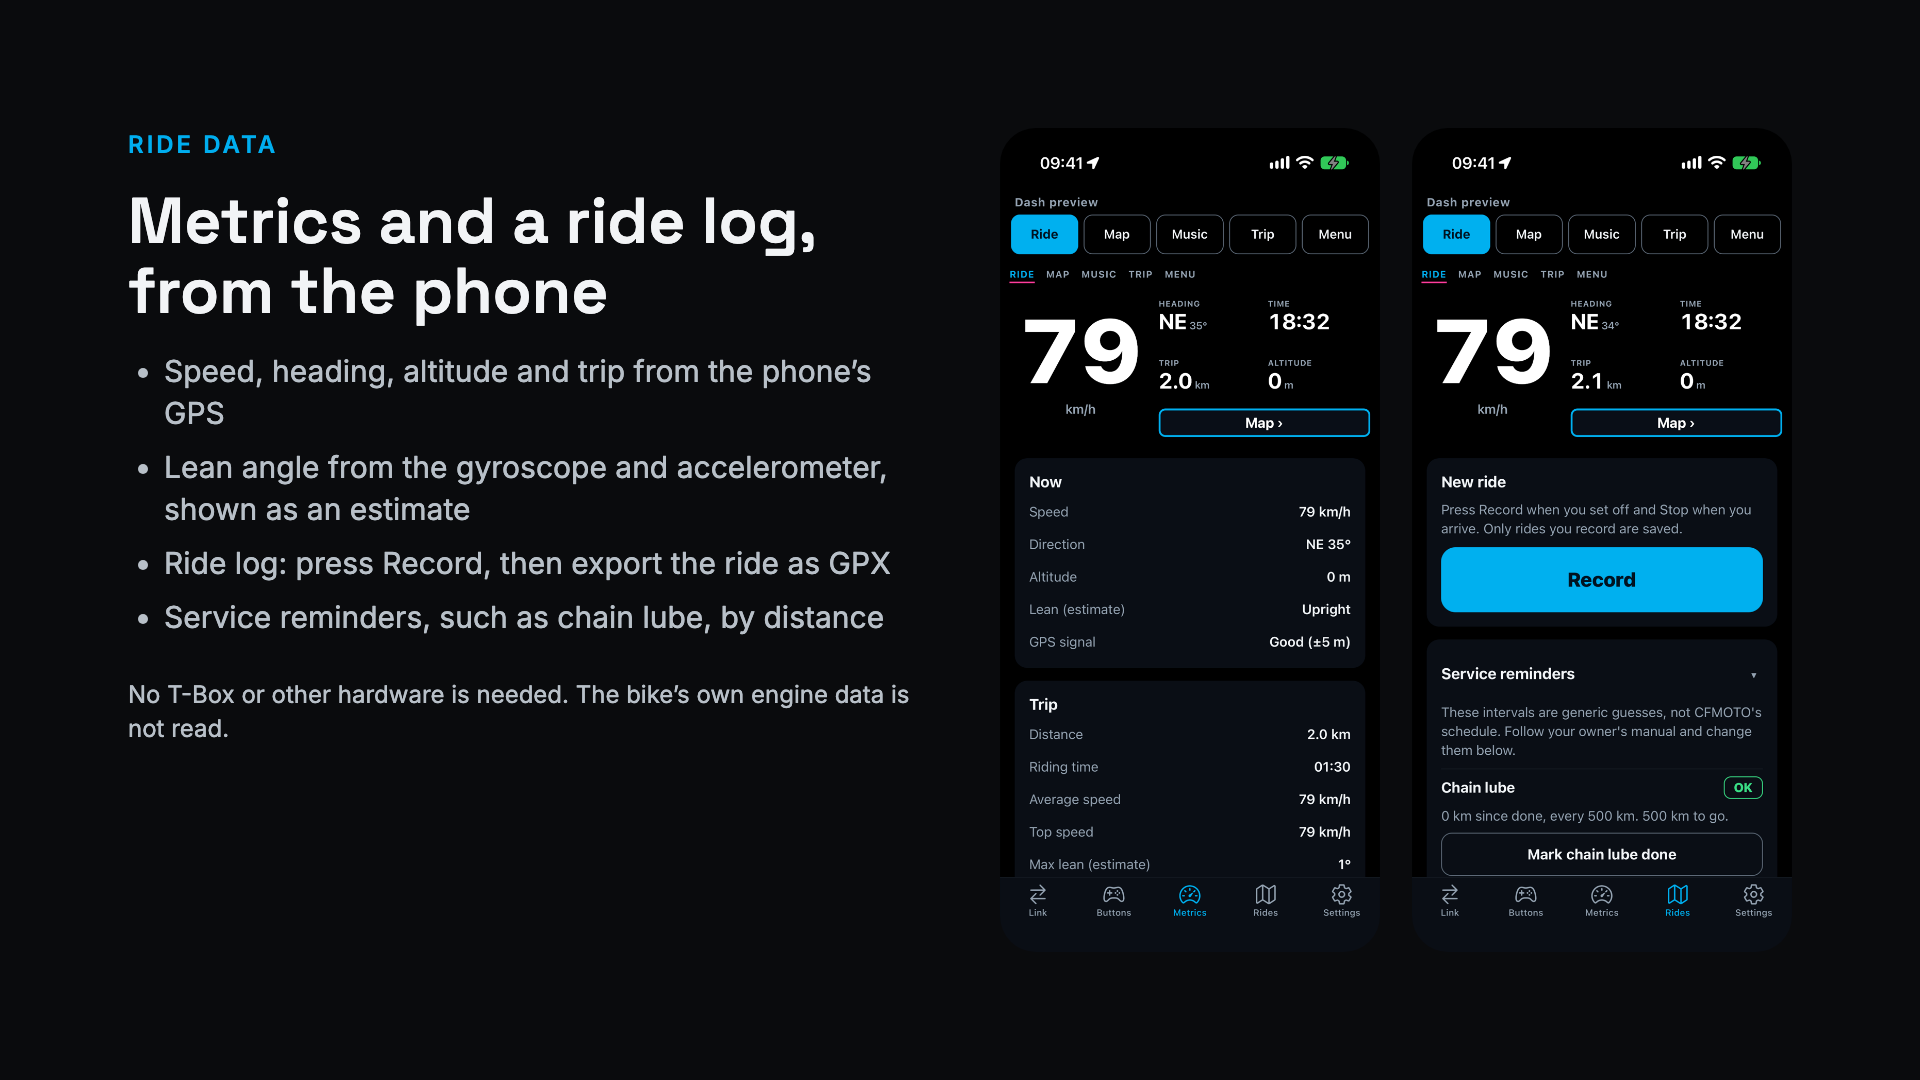 RIDE DATA
Metrics and a ride log,
from the phone
• Speed, heading, altitude and trip from the phone’s
GPS
• Lean angle from the gyroscope and accelerometer,
shown as an estimate
• Ride log: press Record, then export the ride as GPX
• Service reminders, such as chain lube, by distance
No T-Box or other hardware is needed. The bike’s own engine data is
not read.
09:41
Dash preview
Ride Map Music Trip Menu
RIDE MAP MUSIC TRIP MENU
79
km/h
HEADING TIME
NE 35° 18:32
TRIP ALTITUDE
2.0 km 0 m
Map ›
Now
Speed 79 km/h
Direction NE 35°
Altitude 0 m
Lean (estimate) Upright
GPS signal Good (±5 m)
Trip
Distance 2.0 km
Riding time 01:30
Average speed 79 km/h
Top speed 79 km/h
Max lean (estimate) 1°
Link Buttons Metrics Rides Settings
09:41
Dash preview
Ride Map Music Trip Menu
RIDE MAP MUSIC TRIP MENU
79
km/h
HEADING TIME
NE 34° 18:32
TRIP ALTITUDE
2.1 km 0 m
Map ›
New ride
Press Record when you set off and Stop when you
arrive. Only rides you record are saved.
Record
Service reminders ▾
These intervals are generic guesses, not CFMOTO's
schedule. Follow your owner's manual and change
them below.
Chain lube OK
0 km since done, every 500 km. 500 km to go.
Mark chain lube done
Link Buttons Metrics Rides Settings